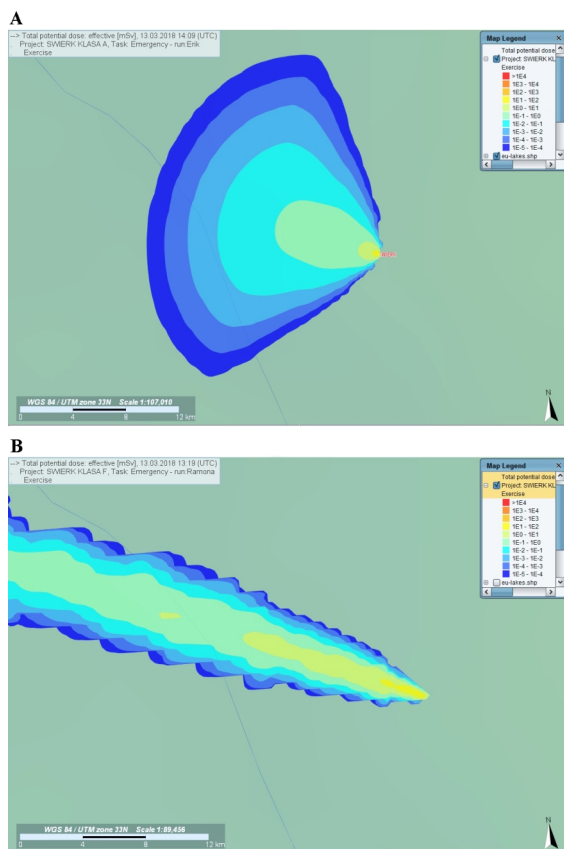 A
--> Total potential dose: effective [mSv], 13.03.2018 14:09 (UTC)
Project: SWIERK KLASA A, Task: Emergency - run:Erik
Exercise
Map Legend
Total potential dose
Project: SWIERK KL
Exercise
>1E4
1E3 - 1E4
1E2 - 1E3
1E1 - 1E2
1E0 - 1E1
1E-1 - 1E0
1E-2 - 1E-1
1E-3 - 1E-2
1E-4 - 1E-3
1E-5 - 1E-4
eu-lakes.shp
WGS 84 / UTM zone 33N Scale 1:107,010
0 4 8 12 km
N
B
--> Total potential dose: effective [mSv], 13.03.2018 13:19 (UTC)
Project: SWIERK KLASA F, Task: Emergency - run:Ramona
Exercise
Map Legend
Total potential dose
Project: SWIERK KL
Exercise
>1E4
1E3 - 1E4
1E2 - 1E3
1E1 - 1E2
1E0 - 1E1
1E-1 - 1E0
1E-2 - 1E-1
1E-3 - 1E-2
1E-4 - 1E-3
1E-5 - 1E-4
eu-lakes.shp
WGS 84 / UTM zone 33N Scale 1:89,456
0 4 8 12 km
N